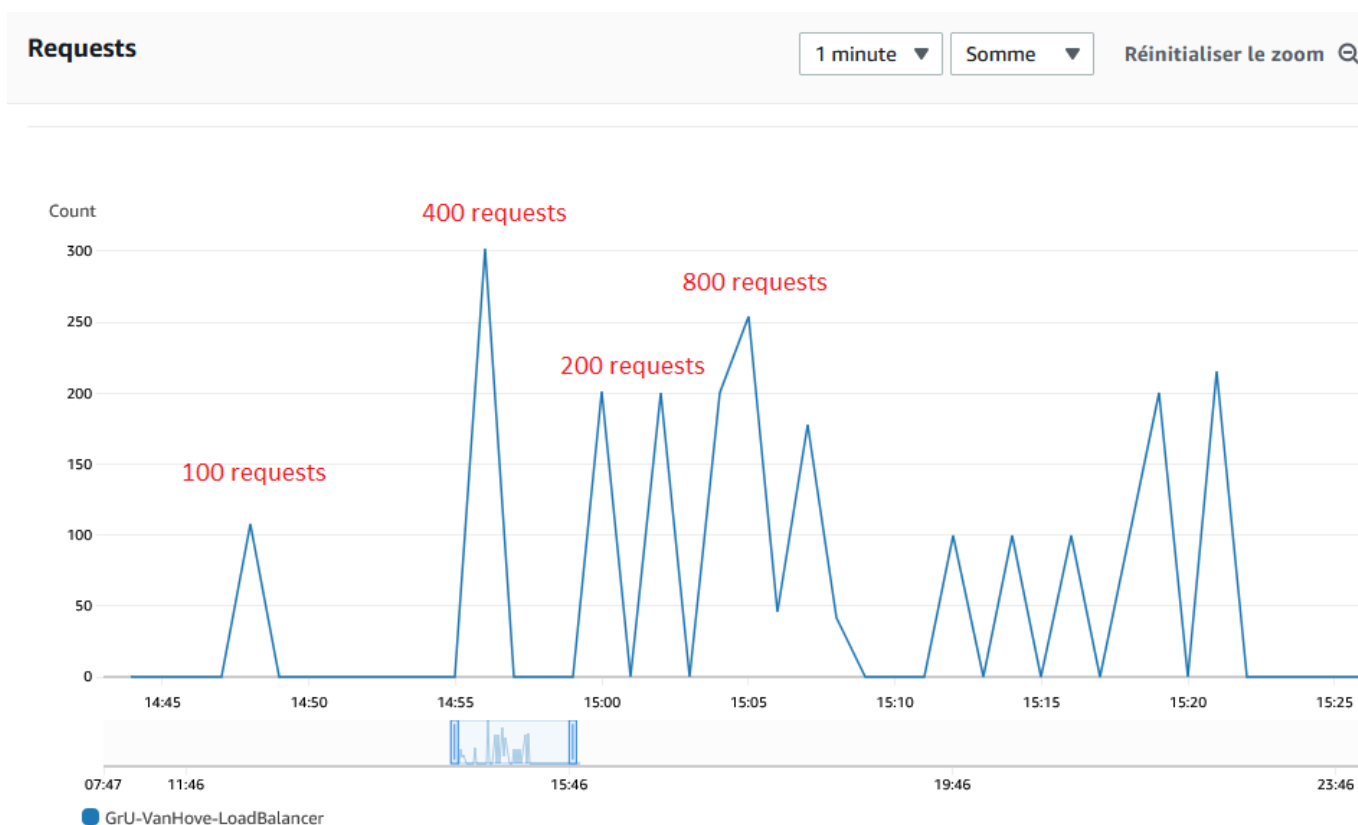 Requests
1 minute
Somme
Réinitialiser le zoom
Count
400 requests
300
800 requests
250
200 requests
200
100 requests
150
100
50
0
14:45 14:50 14:55 15:00 15:05 15:10 15:15 15:20 15:25
07:47 11:46 15:46 19:46 23:46
GrU-VanHove-LoadBalancer